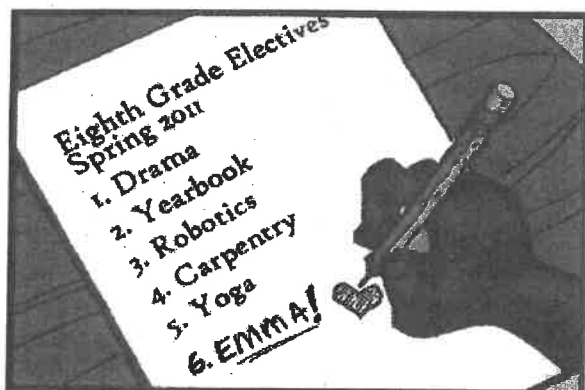 Eighth Grade Electives
Spring 2011
1. Drama
2. Yearbook
3. Robotics
4. Carpentry
5. Yoga
6. EMMA!